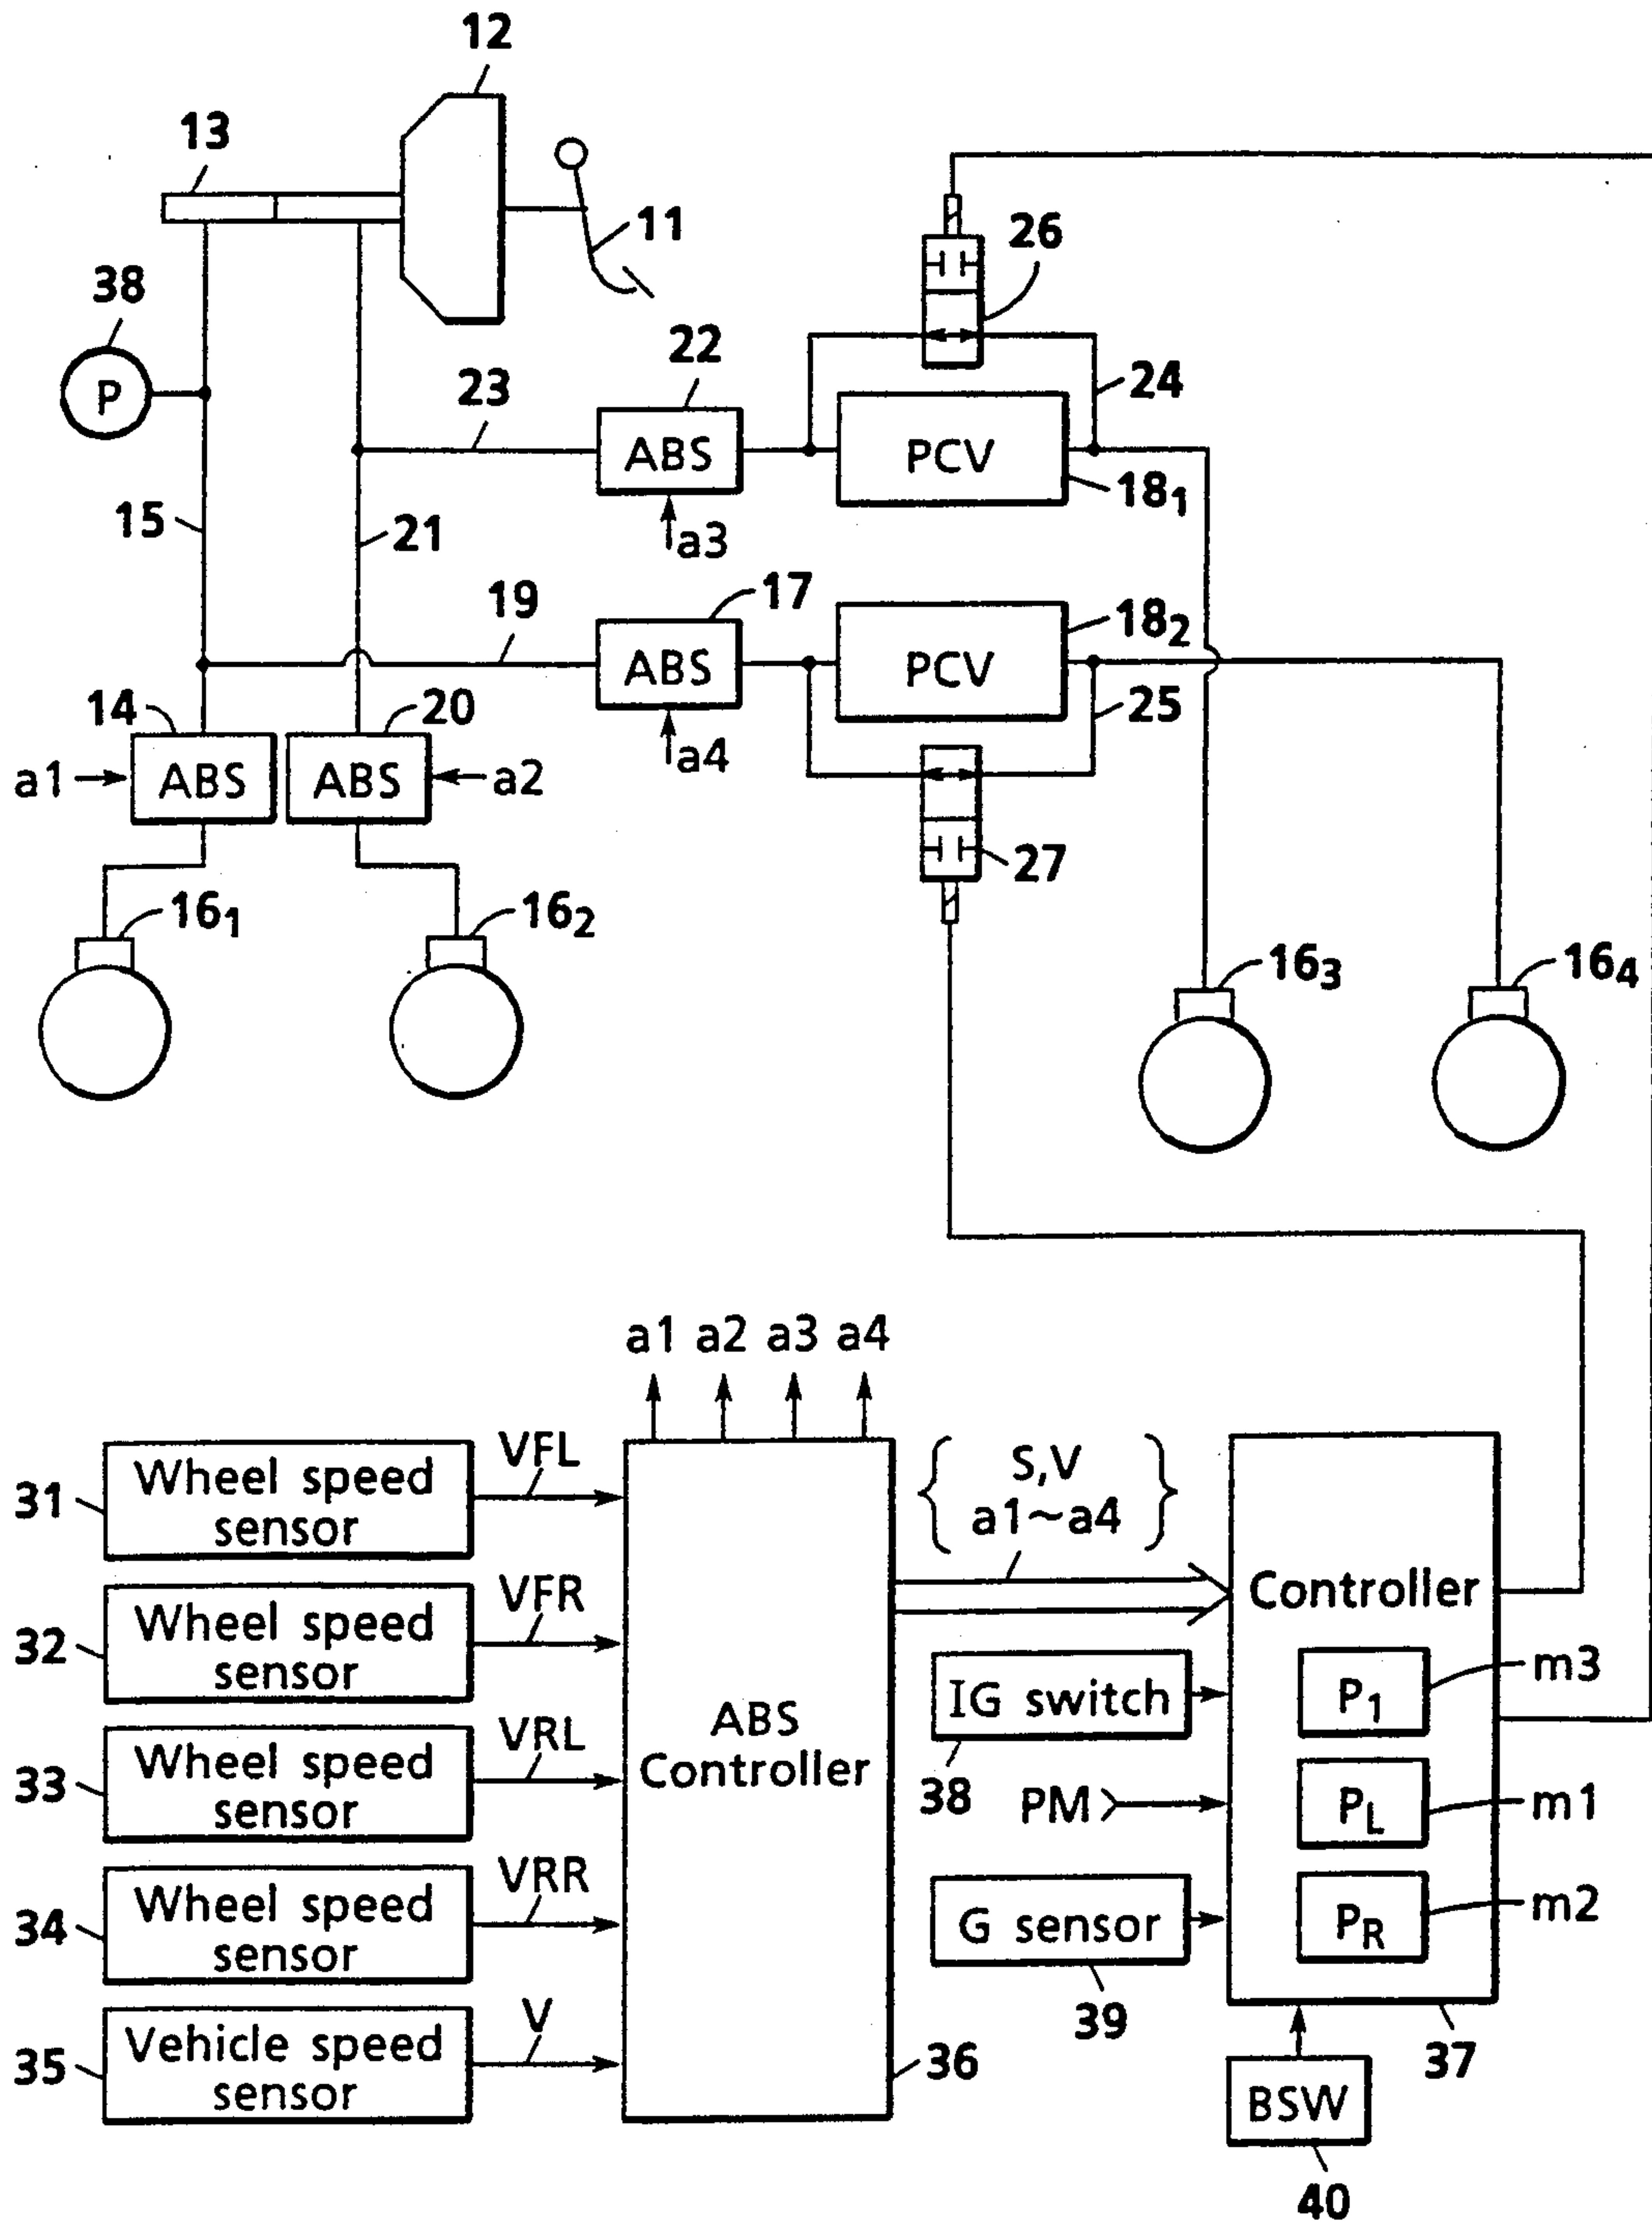 12
13
11
26
38
P
22
24
23
ABS
PCV
18₁
15
21
a3
17
19
18₂
ABS
PCV
14
20
25
a4
a1
ABS
ABS
a2
27
16₁
16₂
16₃
16₄
a1 a2 a3 a4
VFL
S,V
31
Wheel speed
sensor
a1~a4
VFR
Controller
32
Wheel speed
sensor
IG switch
P₁
m3
VRL
ABS
Controller
33
Wheel speed
sensor
38
PM
PL
m1
VRR
34
Wheel speed
sensor
G sensor
PR
m2
39
V
35
Vehicle speed
sensor
36
37
BSW
40